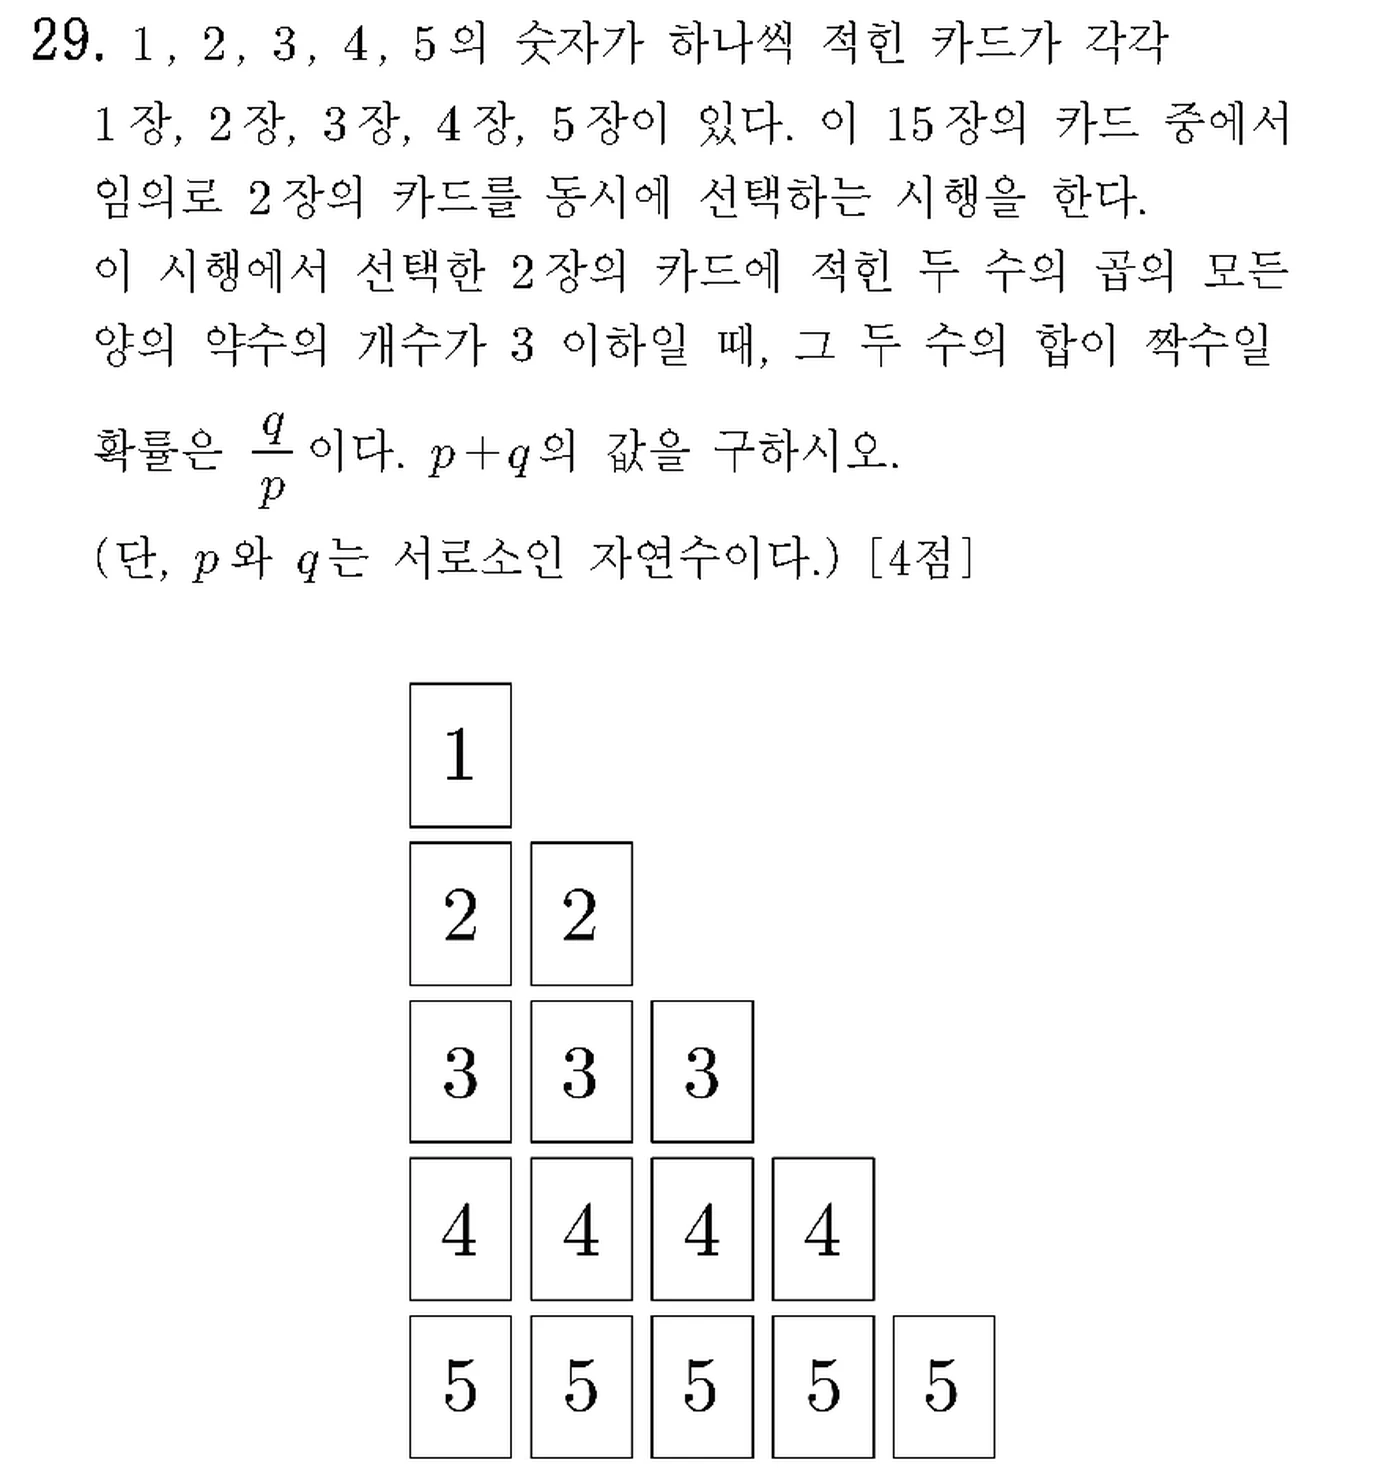 29. 1, 2, 3, 4, 5의 숫자가 하나씩 적힌 카드가 각각
1장, 2장, 3장, 4장, 5장이 있다. 이 15장의 카드 중에서
임의로 2장의 카드를 동시에 선택하는 시행을 한다.
이 시행에서 선택한 2장의 카드에 적힌 두 수의 곱의 모든
양의 약수의 개수가 3 이하일 때, 그 두 수의 합이 짝수일
확률은 q/p이다. p+q의 값을 구하시오.
(단, p와 q는 서로소인 자연수이다.) [4점]
1
2 2
3 3 3
4 4 4 4
5 5 5 5 5